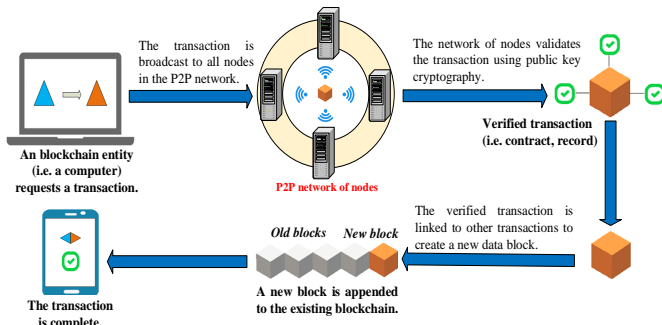 The transaction is
broadcast to all nodes
in the P2P network.
The network of nodes validates
the transaction using public key
cryptography.
An blockchain entity
(i.e. a computer)
requests a transaction.
P2P network of nodes
Verified transaction
(i.e. contract, record)
The verified transaction is
linked to other transactions to
create a new data block.
Old blocks New block
A new block is appended
to the existing blockchain.
The transaction
is complete.